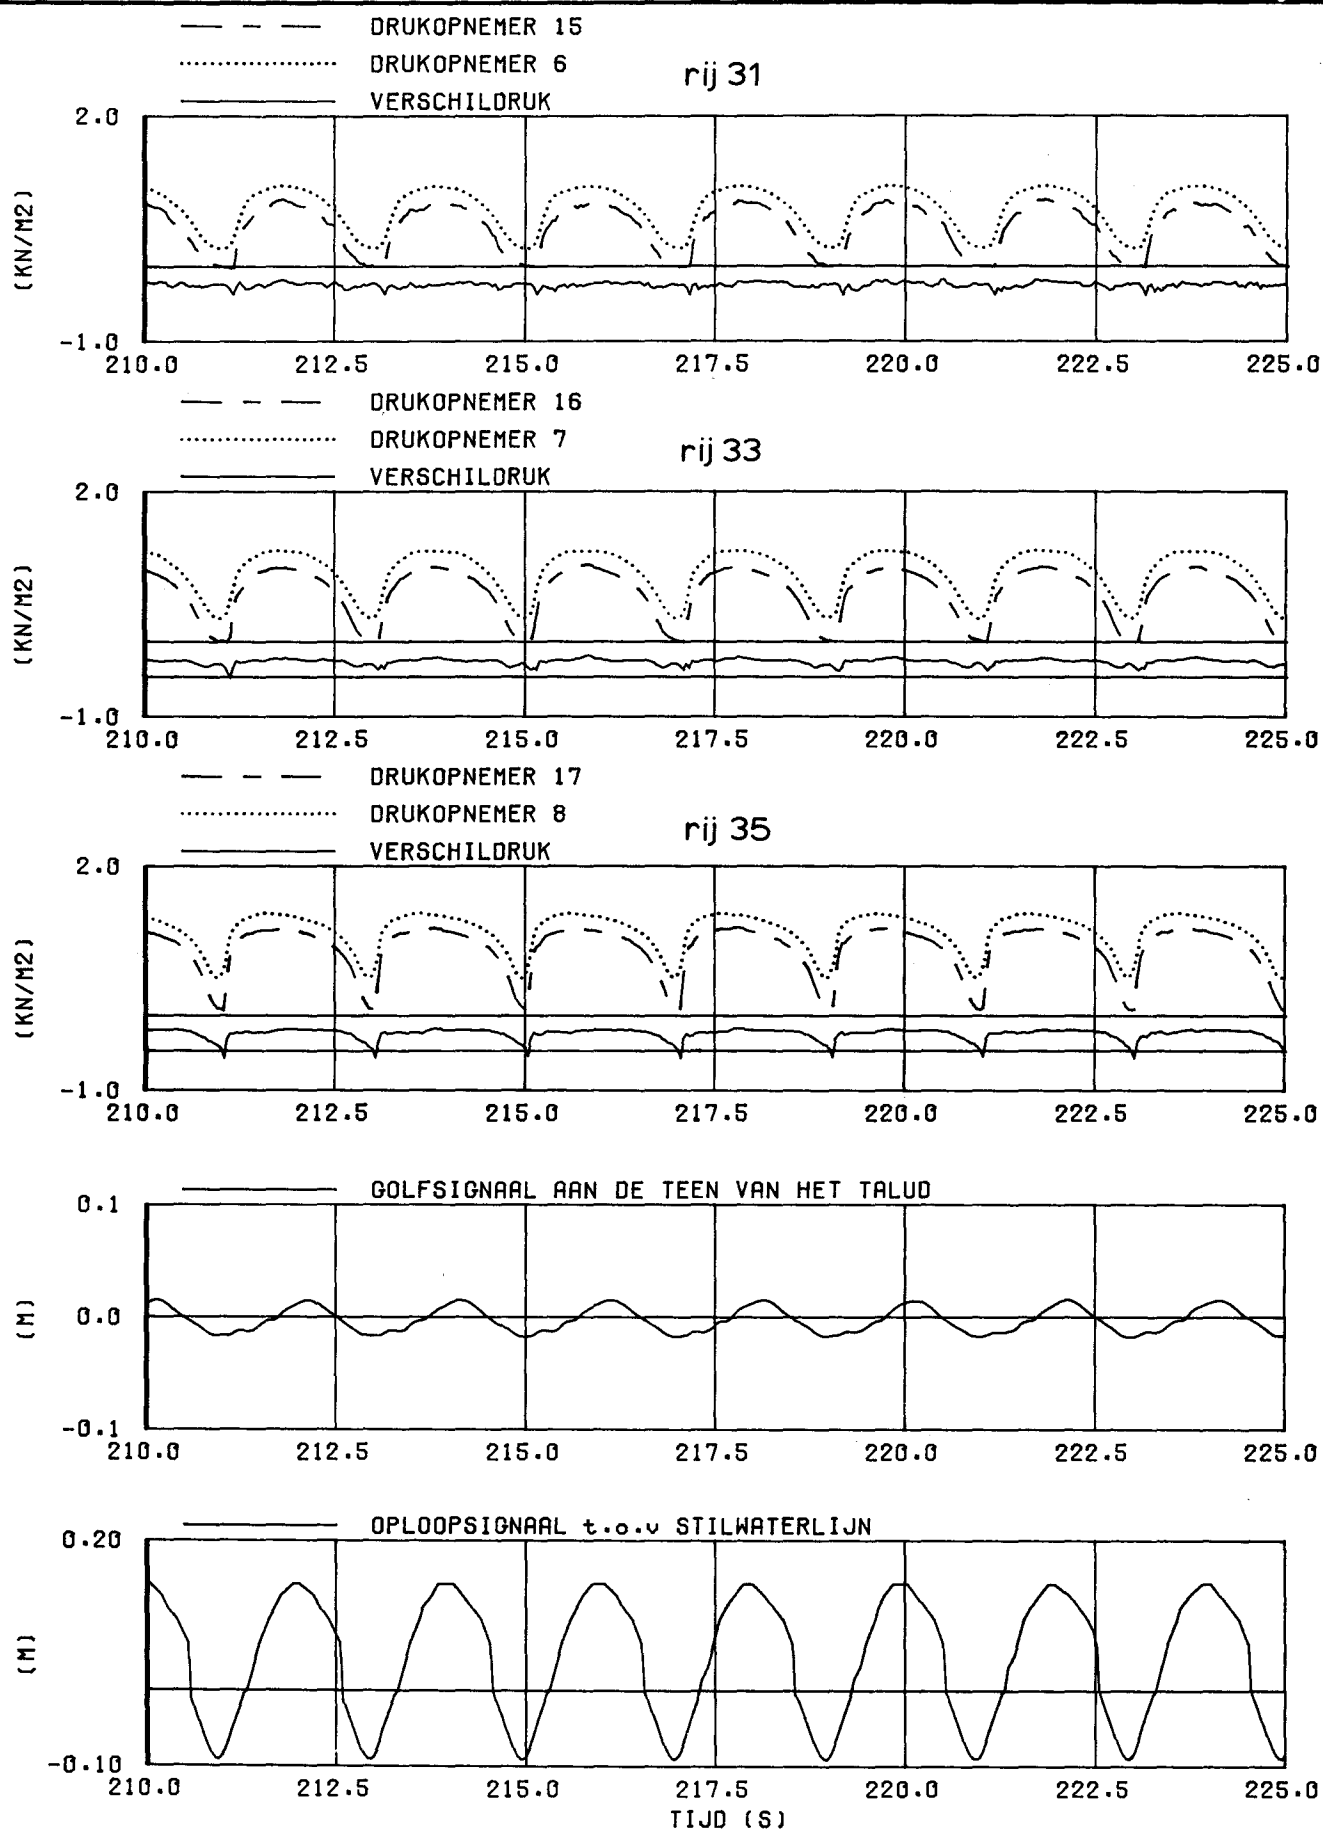 DRUKOPNEMER 15
DRUKOPNEMER 6
rij 31
VERSCHILDRUK
2.0
(KN/M2)
-1.0
210.0 212.5 215.0 217.5 220.0 222.5 225.0
DRUKOPNEMER 16
DRUKOPNEMER 7
rij 33
VERSCHILDRUK
2.0
(KN/M2)
-1.0
210.0 212.5 215.0 217.5 220.0 222.5 225.0
DRUKOPNEMER 17
DRUKOPNEMER 8
rij 35
VERSCHILDRUK
2.0
(KN/M2)
-1.0
210.0 212.5 215.0 217.5 220.0 222.5 225.0
GOLFSIGNAAL AAN DE TEEN VAN HET TALUD
0.1
(M)
0.0
-0.1
210.0 212.5 215.0 217.5 220.0 222.5 225.0
OPLOOPSIGNAAL t.o.v STILWATERLIJN
0.20
(M)
-0.10
210.0 212.5 215.0 217.5 220.0 222.5 225.0
TIJD (S)